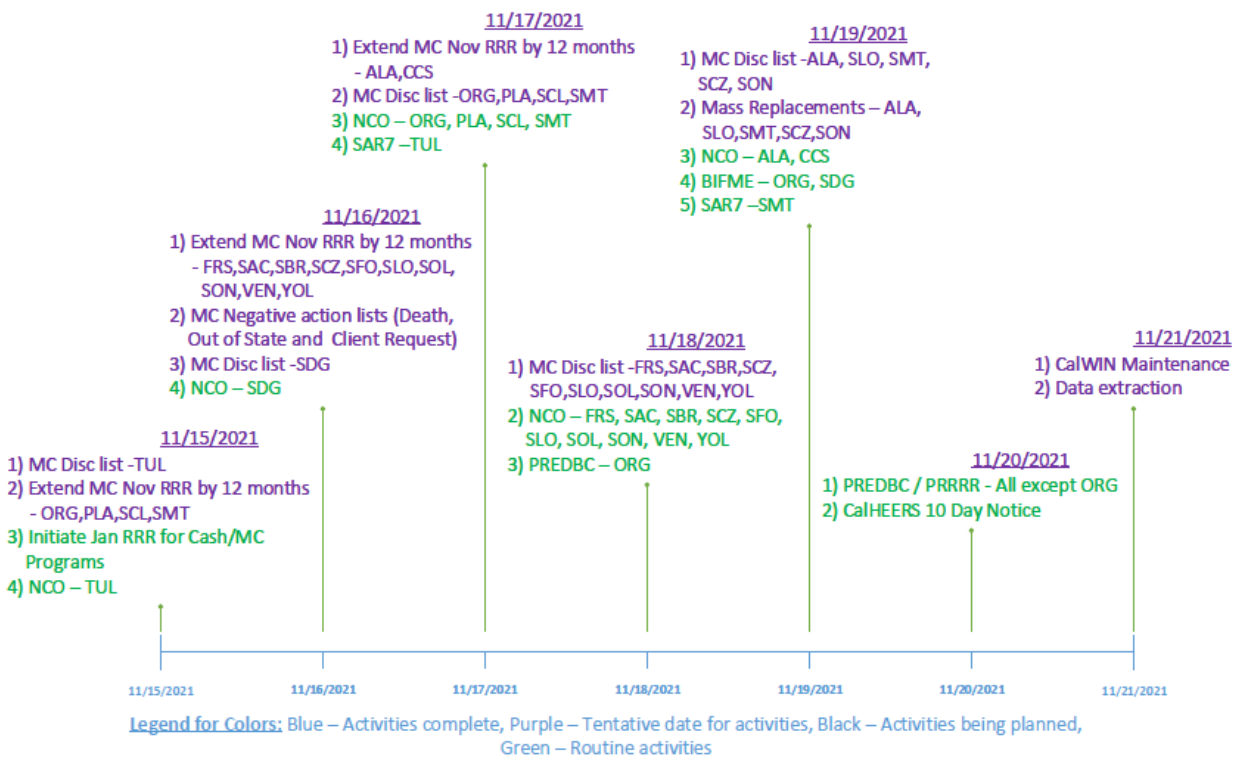 11/17/2021
1) Extend MC Nov RRR by 12 months
- ALA,CCS
2) MC Disc list -ORG,PLA,SCL,SMT
3) NCO – ORG, PLA, SCL, SMT
4) SAR7 –TUL
11/19/2021
1) MC Disc list -ALA, SLO, SMT,
SCZ, SON
2) Mass Replacements – ALA,
SLO,SMT,SCZ,SON
3) NCO – ALA, CCS
4) BIFME – ORG, SDG
5) SAR7 –SMT
11/16/2021
1) Extend MC Nov RRR by 12 months
- FRS,SAC,SBR,SCZ,SFO,SLO,SOL,
SON,VEN,YOL
2) MC Negative action lists (Death,
Out of State and Client Request)
3) MC Disc list -SDG
4) NCO – SDG
11/18/2021
1) MC Disc list -FRS,SAC,SBR,SCZ,
SFO,SLO,SOL,SON,VEN,YOL
2) NCO – FRS, SAC, SBR, SCZ, SFO,
SLO, SOL, SON, VEN, YOL
3) PREDBC – ORG
11/21/2021
1) CalWIN Maintenance
2) Data extraction
11/15/2021
1) MC Disc list -TUL
2) Extend MC Nov RRR by 12 months
- ORG,PLA,SCL,SMT
3) Initiate Jan RRR for Cash/MC
Programs
4) NCO – TUL
11/20/2021
1) PREDBC / PRRRR - All except ORG
2) CalHEERS 10 Day Notice
11/15/2021
11/16/2021
11/17/2021
11/18/2021
11/19/2021
11/20/2021
11/21/2021
Legend for Colors: Blue – Activities complete, Purple – Tentative date for activities, Black – Activities being planned,
Green – Routine activities